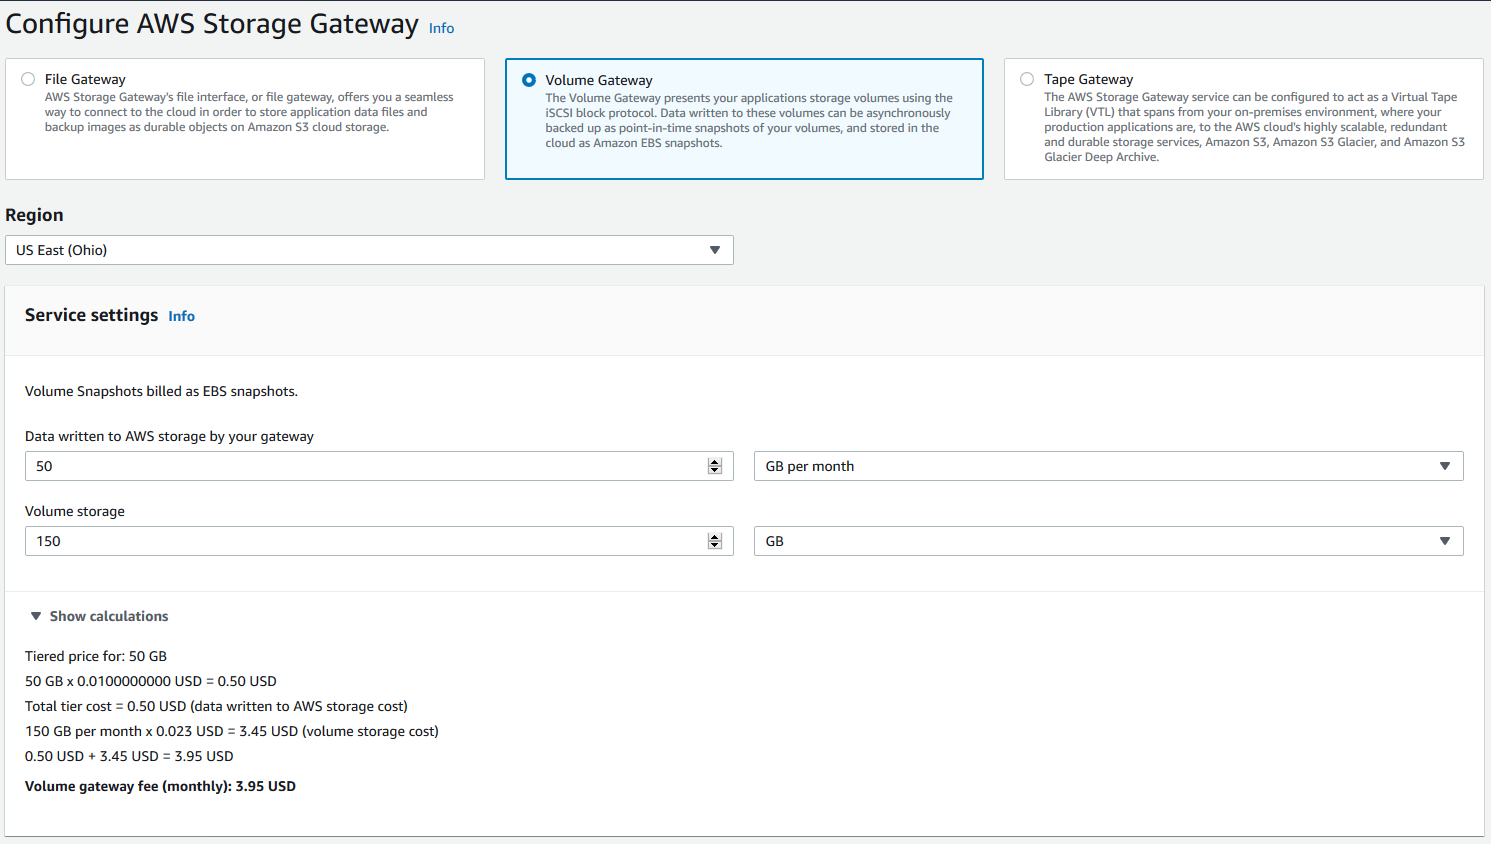 Configure AWS Storage Gateway Info
File Gateway
AWS Storage Gateway's file interface, or file gateway, offers you a seamless
way to connect to the cloud in order to store application data files and
backup images as durable objects on Amazon S3 cloud storage.
Volume Gateway
The Volume Gateway presents your applications storage volumes using the
iSCSI block protocol. Data written to these volumes can be asynchronously
backed up as point-in-time snapshots of your volumes, and stored in the
cloud as Amazon EBS snapshots.
Tape Gateway
The AWS Storage Gateway service can be configured to act as a Virtual Tape
Library (VTL) that spans from your on-premises environment, where your
production applications are, to the AWS cloud's highly scalable, redundant
and durable storage services, Amazon S3, Amazon S3 Glacier, and Amazon S3
Glacier Deep Archive.
Region
US East (Ohio)
Service settings Info
Volume Snapshots billed as EBS snapshots.
Data written to AWS storage by your gateway
50
GB per month
Volume storage
150
GB
Show calculations
Tiered price for: 50 GB
50 GB x 0.0100000000 USD = 0.50 USD
Total tier cost = 0.50 USD (data written to AWS storage cost)
150 GB per month x 0.023 USD = 3.45 USD (volume storage cost)
0.50 USD + 3.45 USD = 3.95 USD
Volume gateway fee (monthly): 3.95 USD